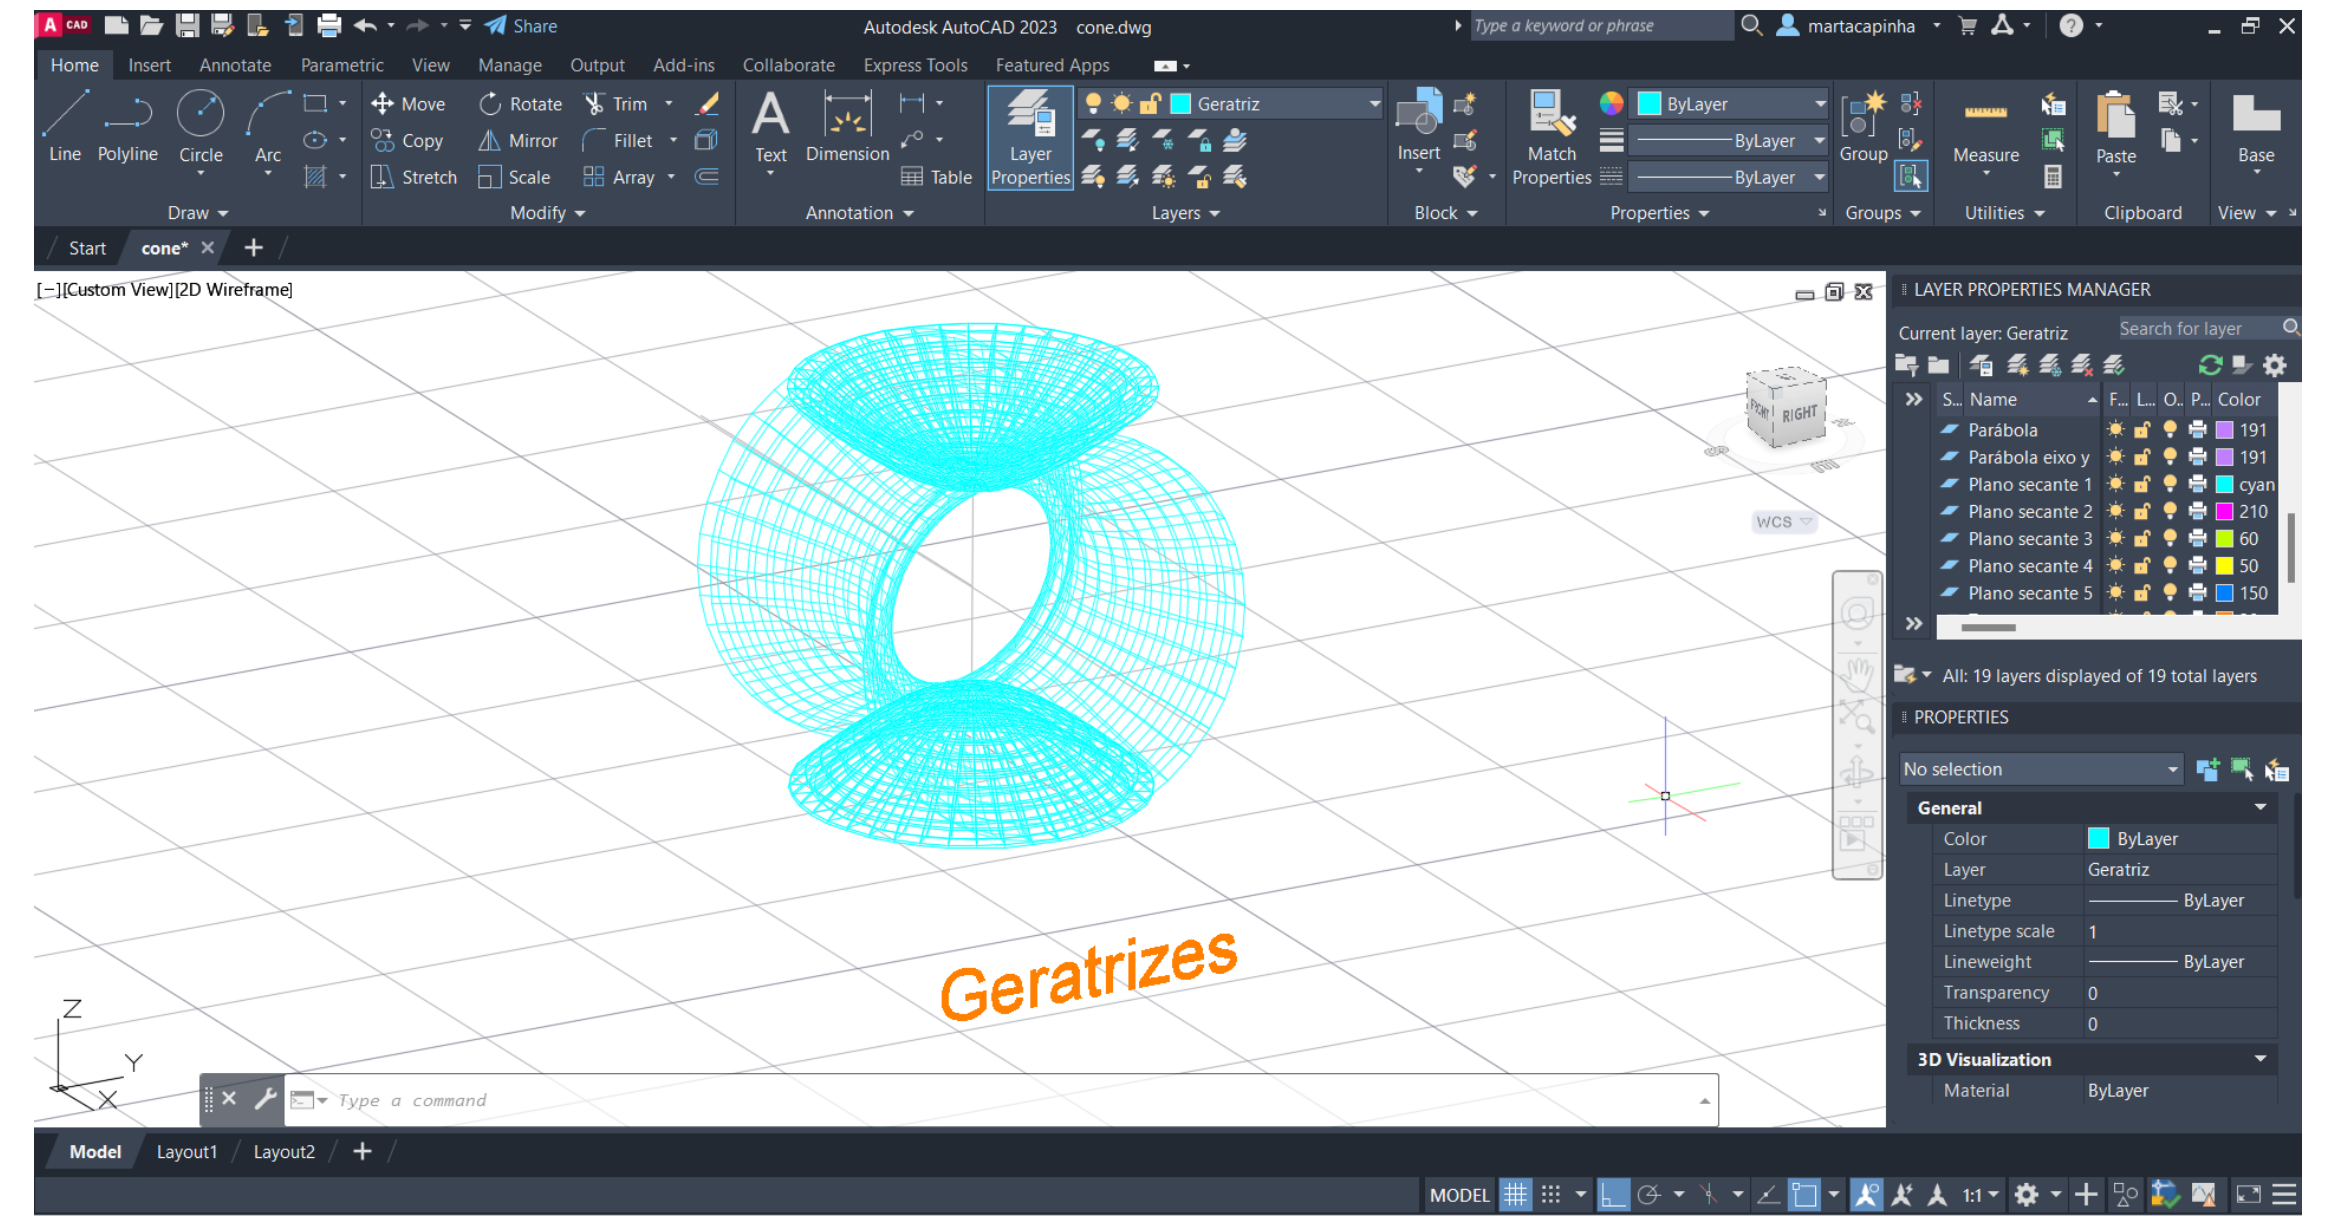 A CAD Share Autodesk AutoCAD 2023 cone.dwg Type a keyword or phrase martacapinha
Home Insert Annotate Parametric View Manage Output Add-ins Collaborate Express Tools Featured Apps
Line Polyline Circle Arc
Move Rotate Trim
Copy Mirror Fillet
Stretch Scale Array
Text Dimension Table
Layer Properties
Geratriz
Insert
Match Properties
ByLayer
ByLayer
ByLayer
Group Measure Paste Base
Draw Modify Annotation Layers Block Properties Groups Utilities Clipboard View
Start cone*
[−][Custom View][2D Wireframe]
RIGHT
WCS
Geratrizes
Z
Y
X
Type a command
LAYER PROPERTIES MANAGER
Current layer: Geratriz Search for layer
S... Name F... L... O.. P... Color
Parábola 191
Parábola eixo y 191
Plano secante 1 cyan
Plano secante 2 210
Plano secante 3 60
Plano secante 4 50
Plano secante 5 150
All: 19 layers displayed of 19 total layers
PROPERTIES
No selection
General
Color ByLayer
Layer Geratriz
Linetype ByLayer
Linetype scale 1
Lineweight ByLayer
Transparency 0
Thickness 0
3D Visualization
Material ByLayer
Model Layout1 Layout2
MODEL 1:1